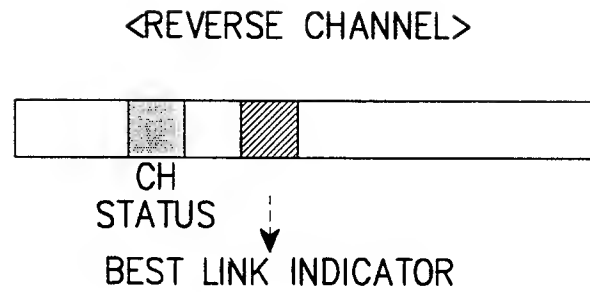 <REVERSE CHANNEL>
CH
STATUS
BEST LINK INDICATOR